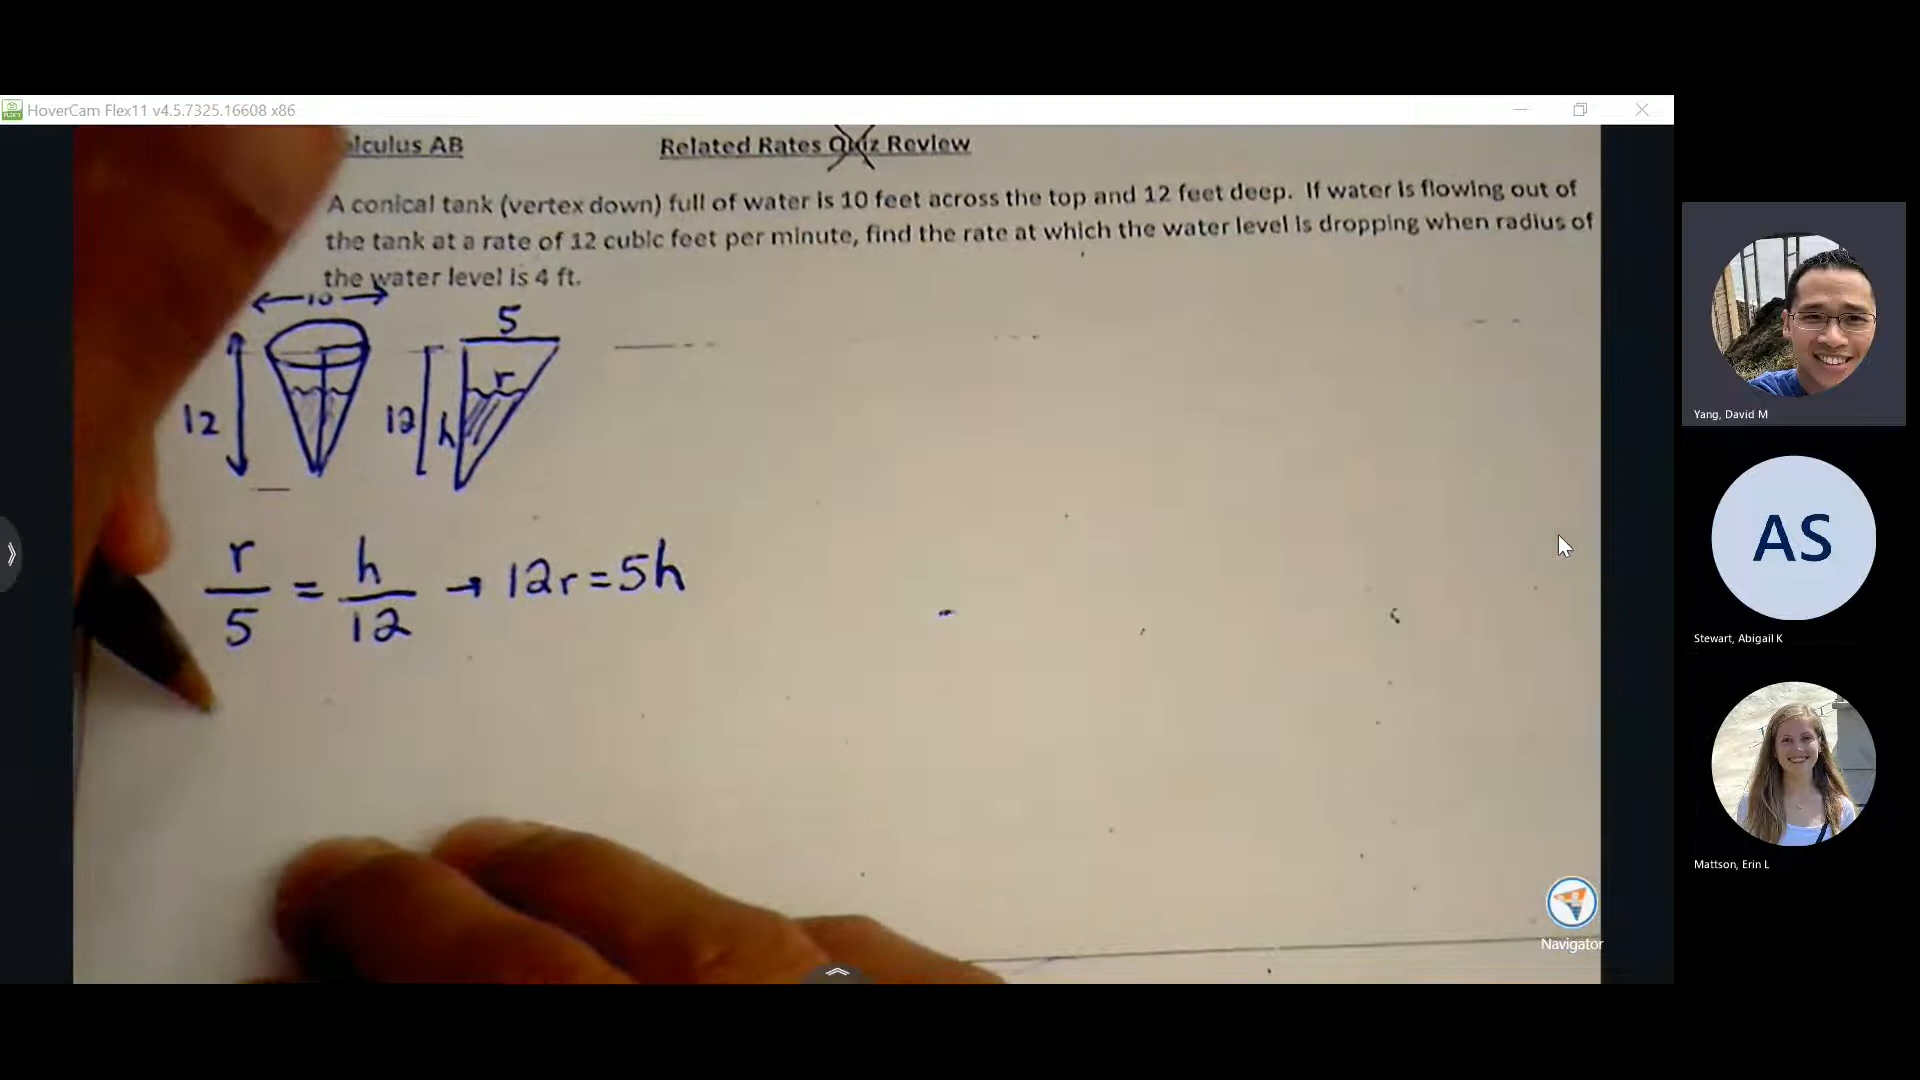 HoverCam Flex11 v4.5.7325.16608 x86
alculus AB Related Rates Quiz Review
A conical tank (vertex down) full of water is 10 feet across the top and 12 feet deep. If water is flowing out of
the tank at a rate of 12 cubic feet per minute, find the rate at which the water level is dropping when radius of
the water level is 4 ft.
10
5
r
12
12
h
r/5 = h/12 → 12r = 5h
Yang, David M
AS
Stewart, Abigail K
Mattson, Erin L
Navigator